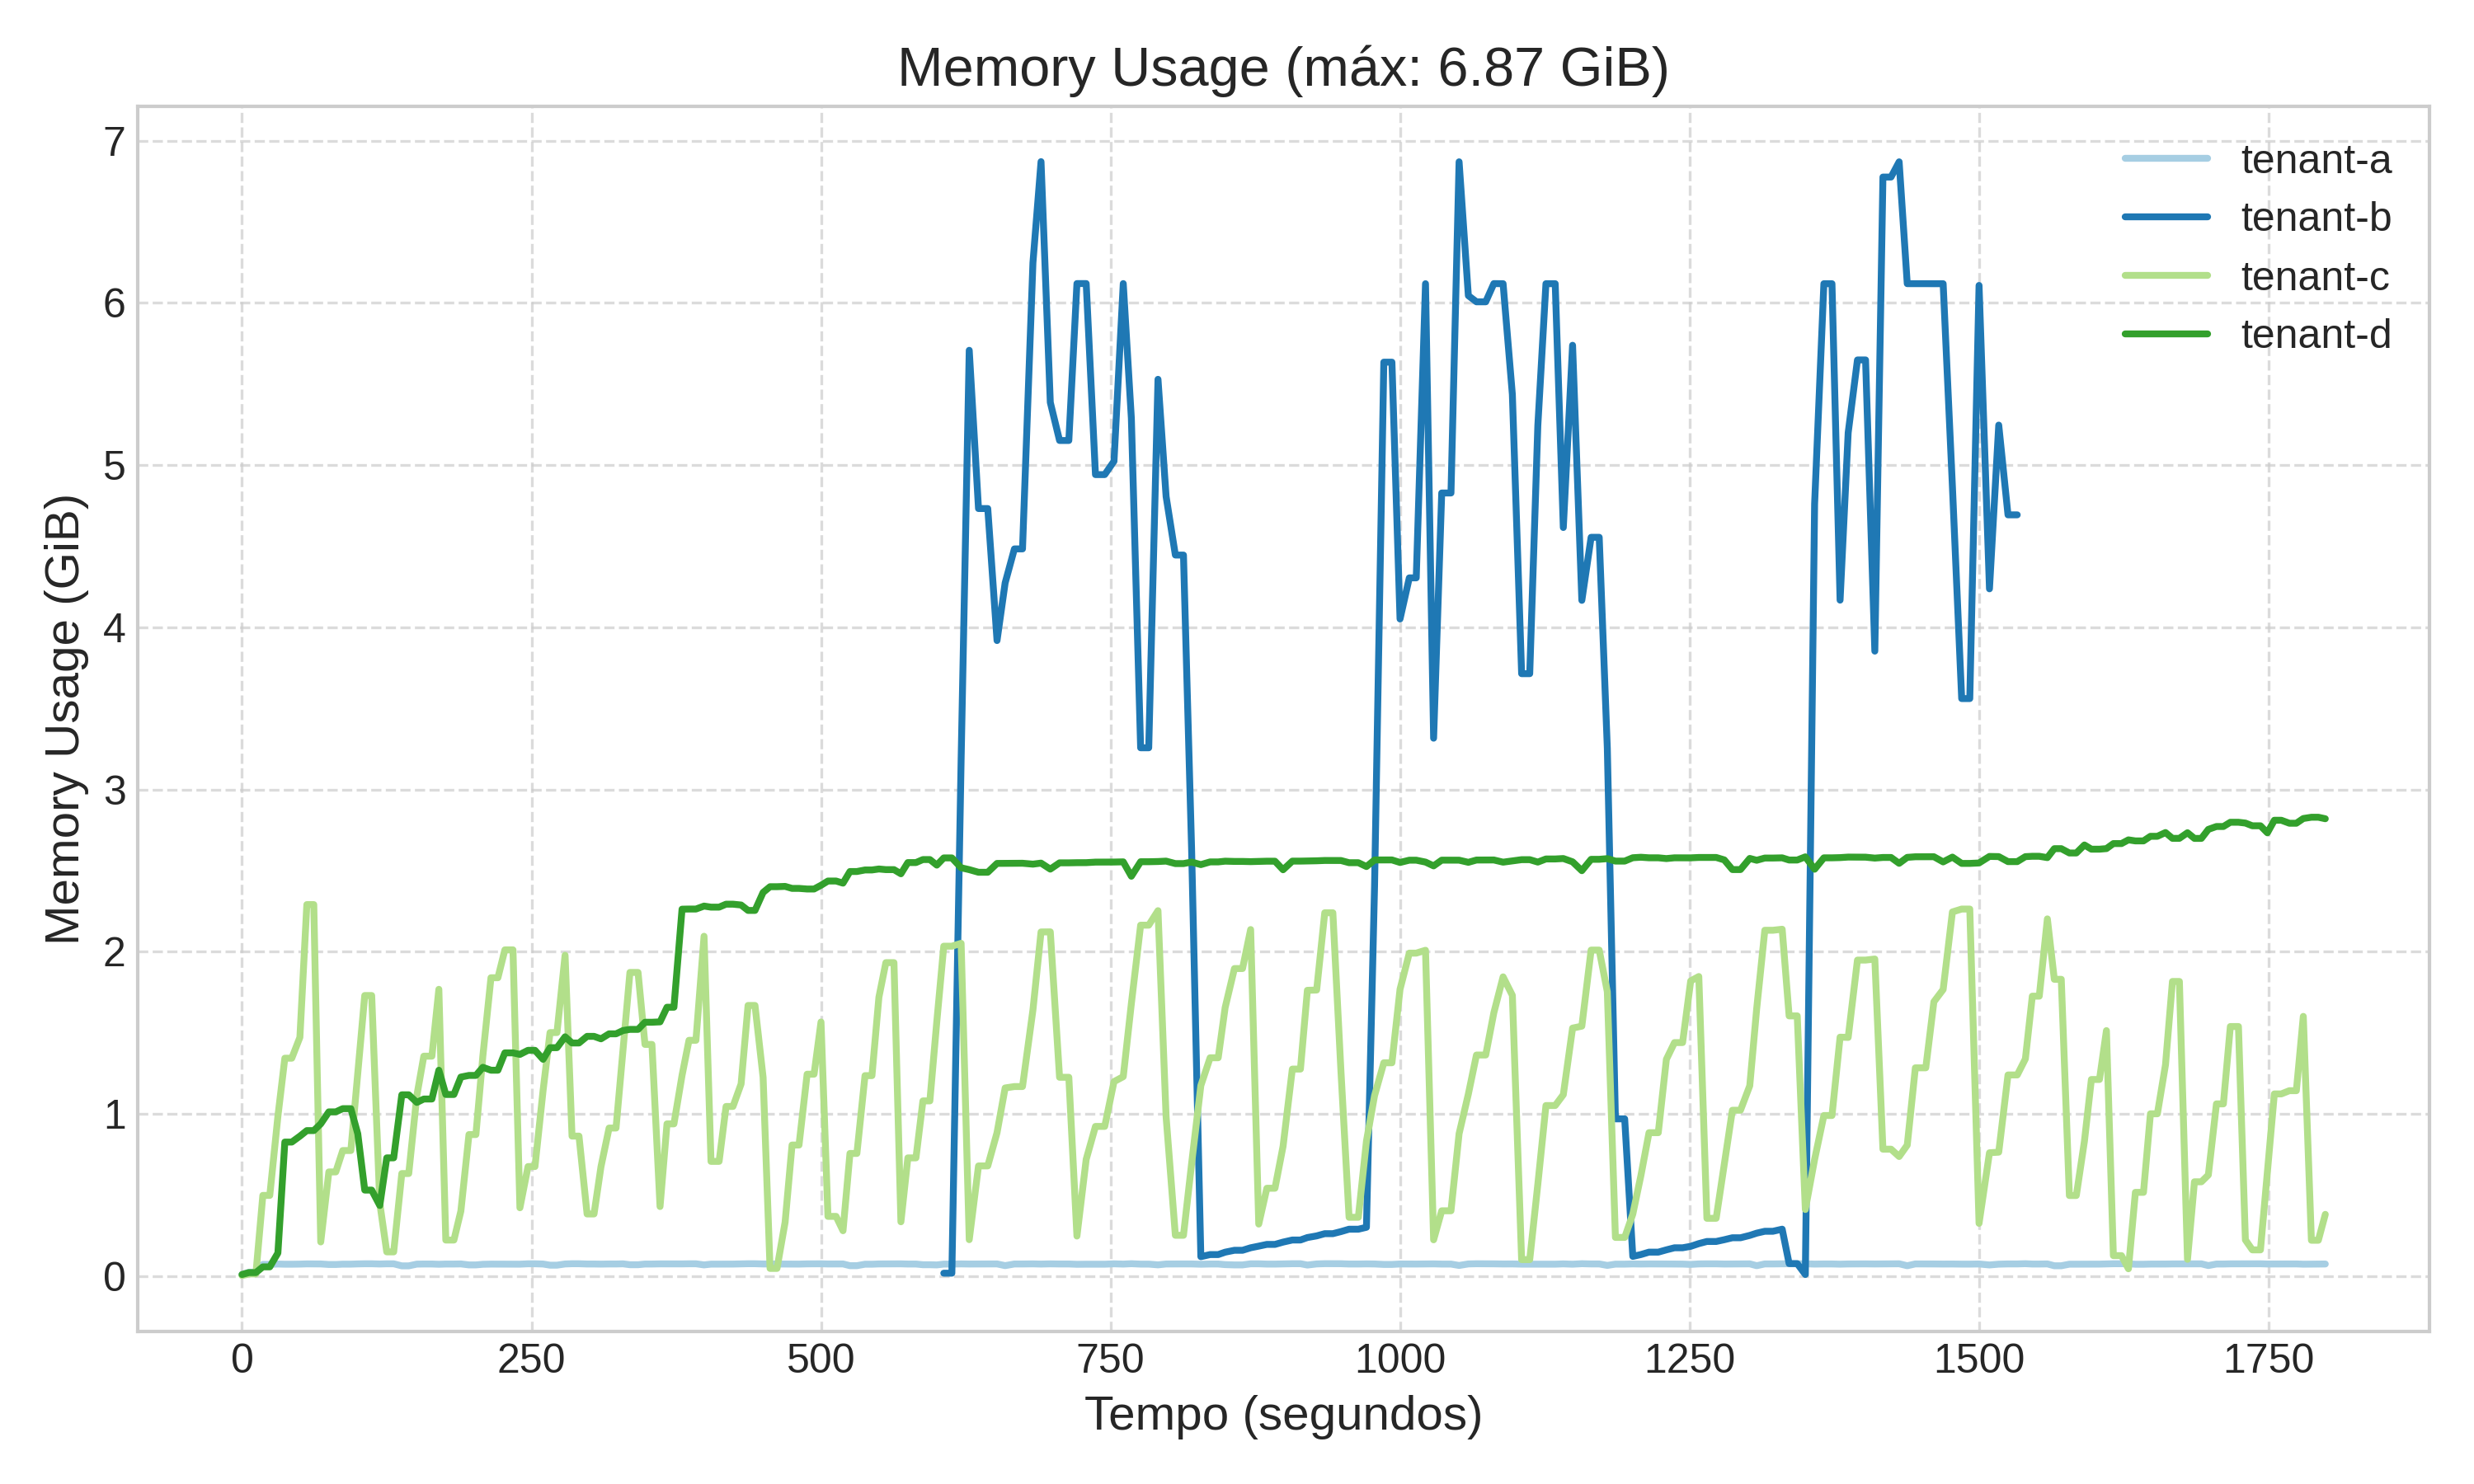 Memory Usage (máx: 6.87 GiB)
Memory Usage (GiB)
7
6
5
4
3
2
1
0
tenant-a
tenant-b
tenant-c
tenant-d
0 250 500 750 1000 1250 1500 1750
Tempo (segundos)